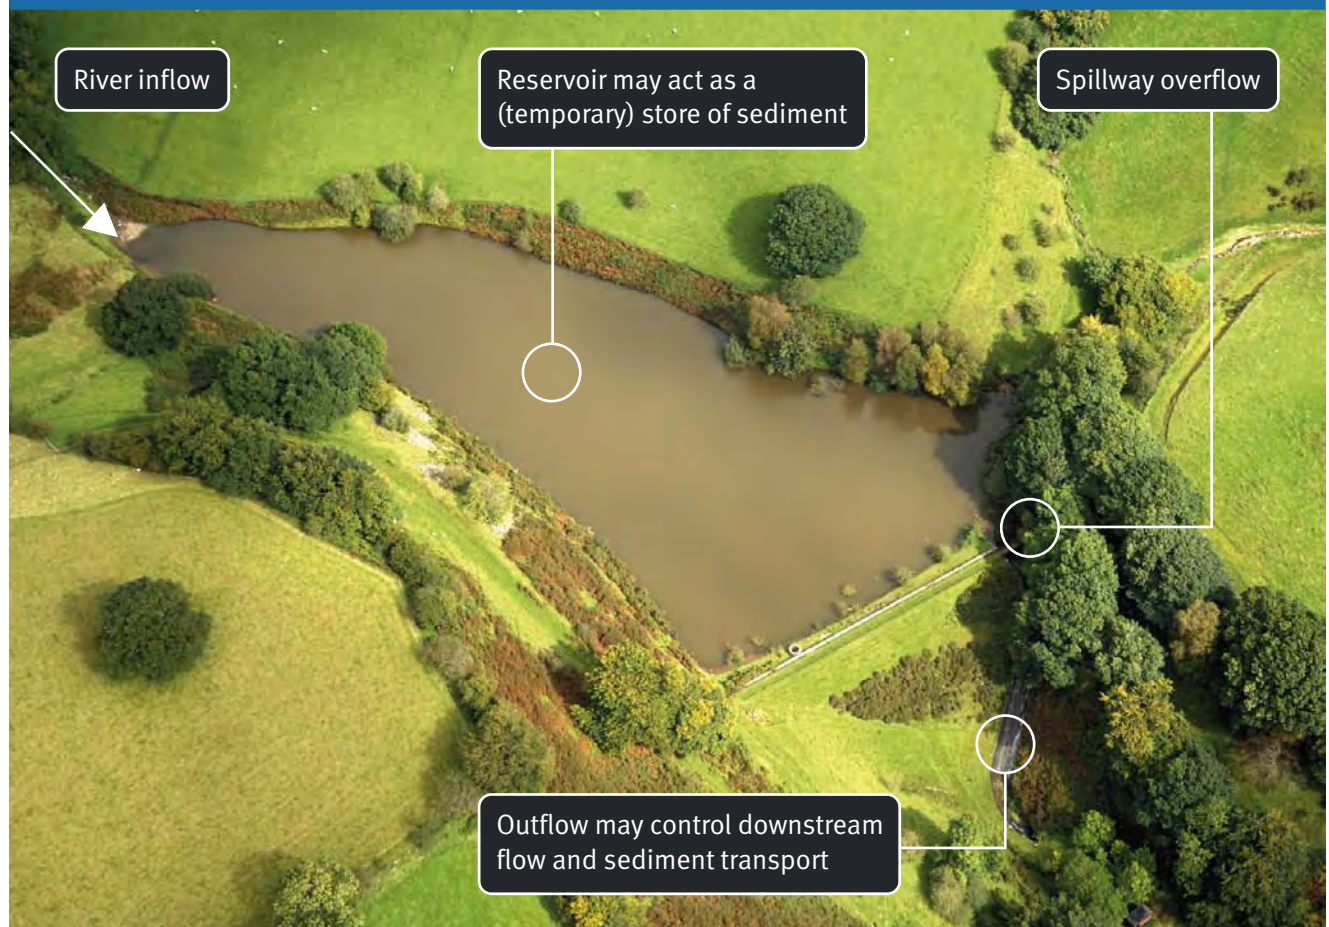 River inflow
Reservoir may act as a
(temporary) store of sediment
Spillway overflow
Outflow may control downstream
flow and sediment transport